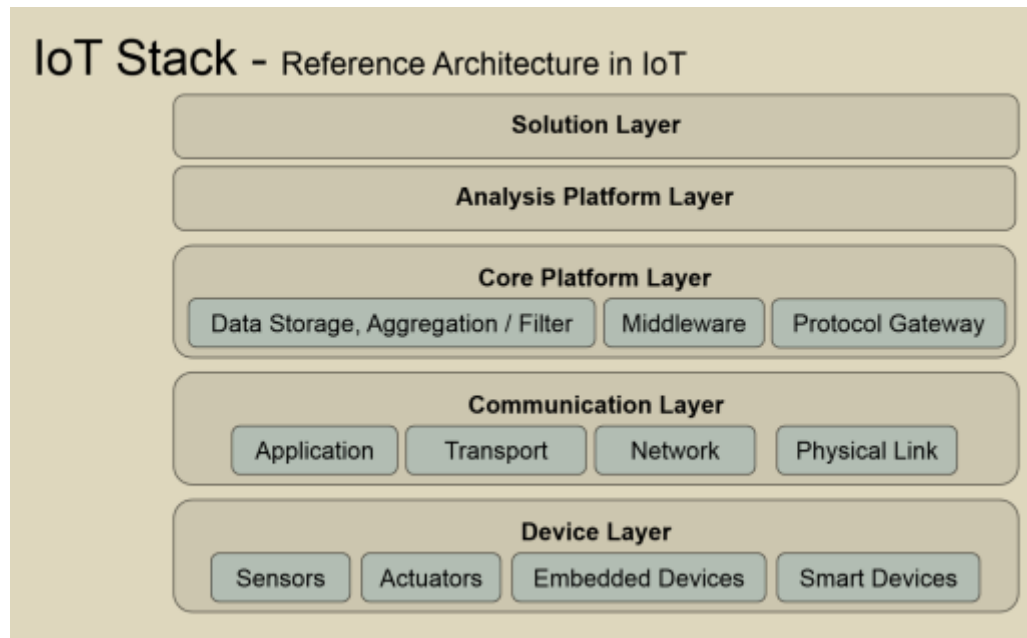 IoT Stack - Reference Architecture in IoT
Solution Layer
Analysis Platform Layer
Core Platform Layer
Data Storage, Aggregation / Filter Middleware Protocol Gateway
Communication Layer
Application Transport Network Physical Link
Device Layer
Sensors Actuators Embedded Devices Smart Devices